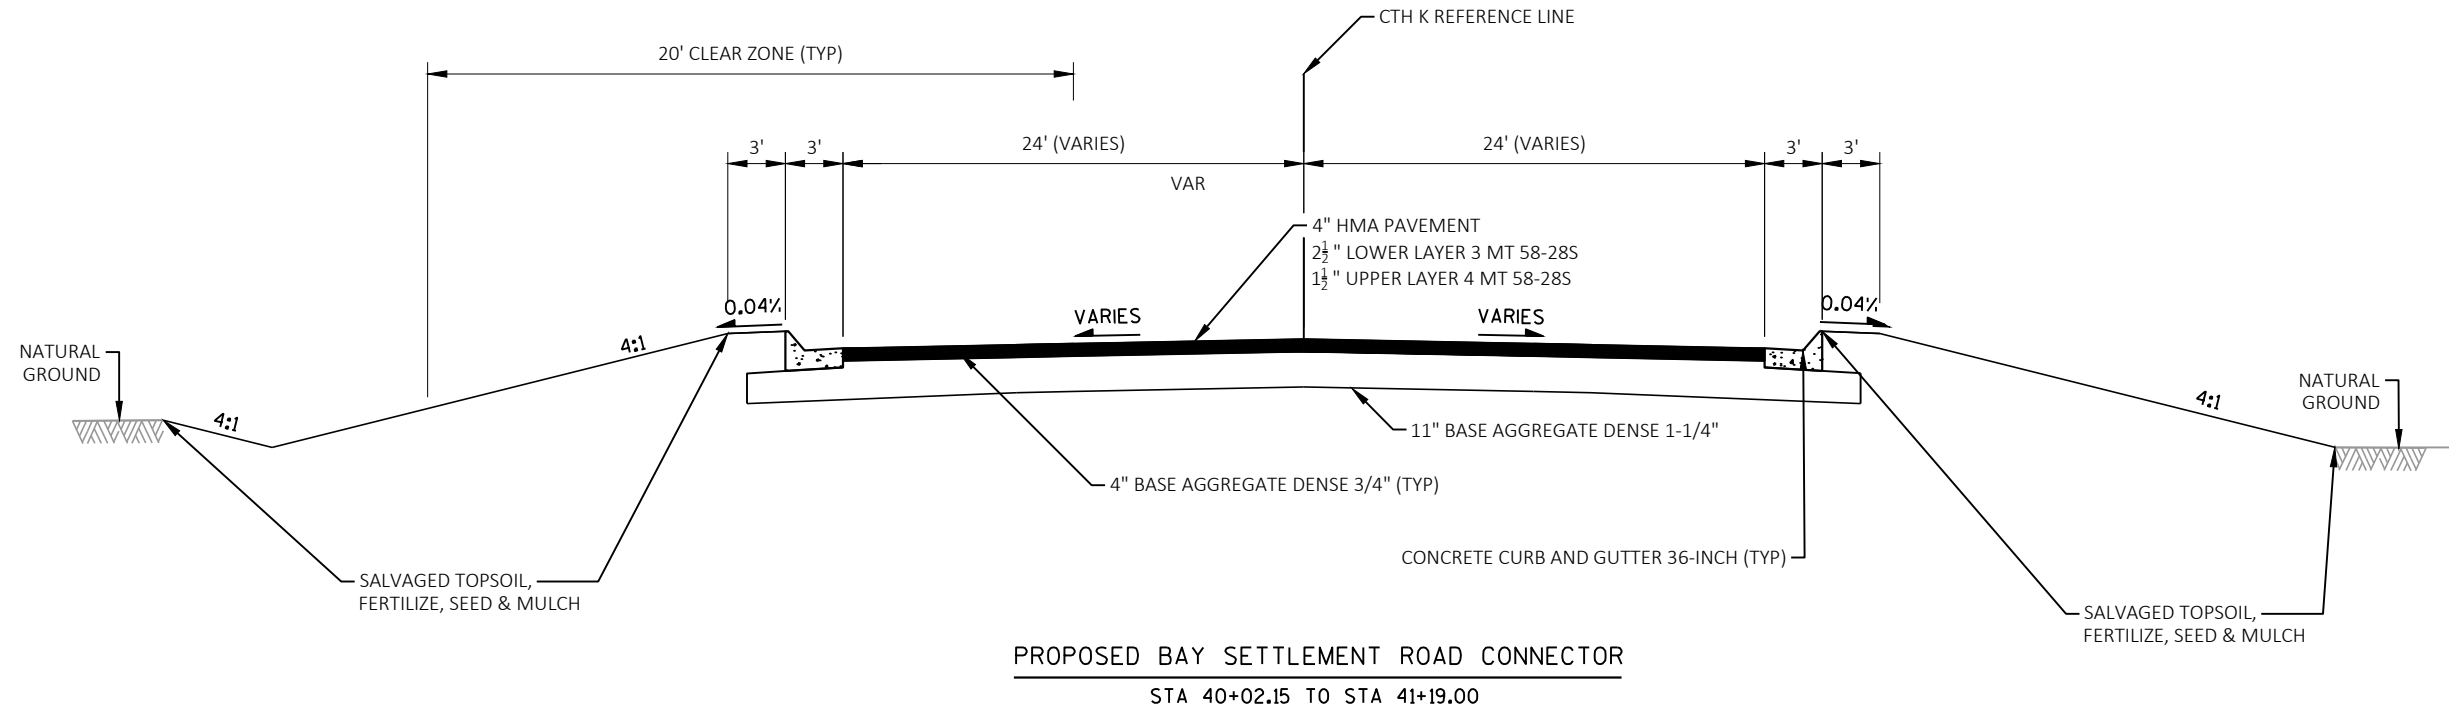 CTH K REFERENCE LINE
20' CLEAR ZONE (TYP)
3'
3'
24' (VARIES)
24' (VARIES)
3'
3'
VAR
4" HMA PAVEMENT
2½" LOWER LAYER 3 MT 58-28S
1½" UPPER LAYER 4 MT 58-28S
0.04%
VARIES
VARIES
0.04%
4:1
NATURAL
GROUND
4:1
NATURAL
GROUND
4:1
11" BASE AGGREGATE DENSE 1-1/4"
4" BASE AGGREGATE DENSE 3/4" (TYP)
CONCRETE CURB AND GUTTER 36-INCH (TYP)
SALVAGED TOPSOIL,
FERTILIZE, SEED & MULCH
SALVAGED TOPSOIL,
FERTILIZE, SEED & MULCH
PROPOSED BAY SETTLEMENT ROAD CONNECTOR
STA 40+02.15 TO STA 41+19.00